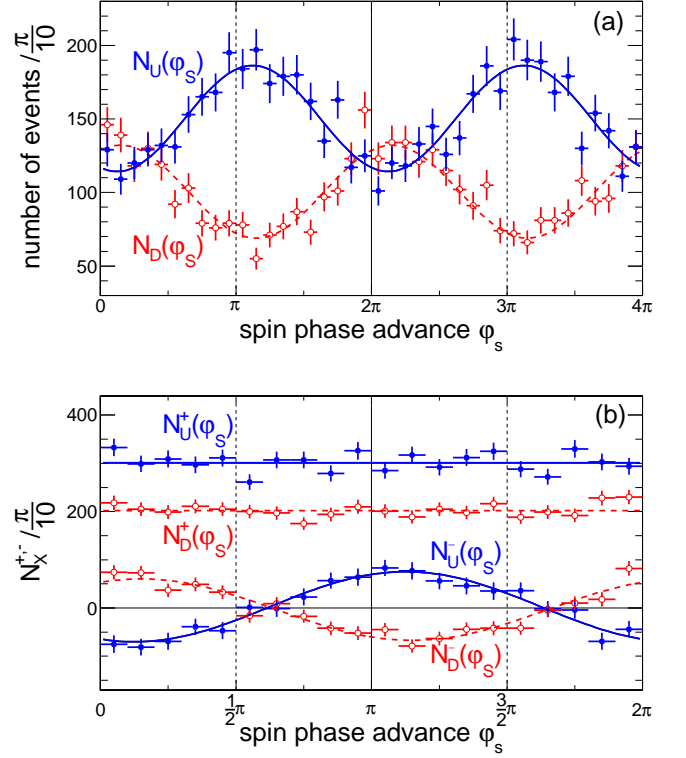 (a)
number of events / π/10
200
150
100
50
N_U(φ_S)
N_D(φ_S)
0 π 2π 3π 4π
spin phase advance φ_s
(b)
N_X^{+,-} / π/10
400
200
0
N_U^+(φ_S)
N_D^+(φ_S)
N_U^-(φ_S)
N_D^-(φ_S)
0 1/2π π 3/2π 2π
spin phase advance φ_s